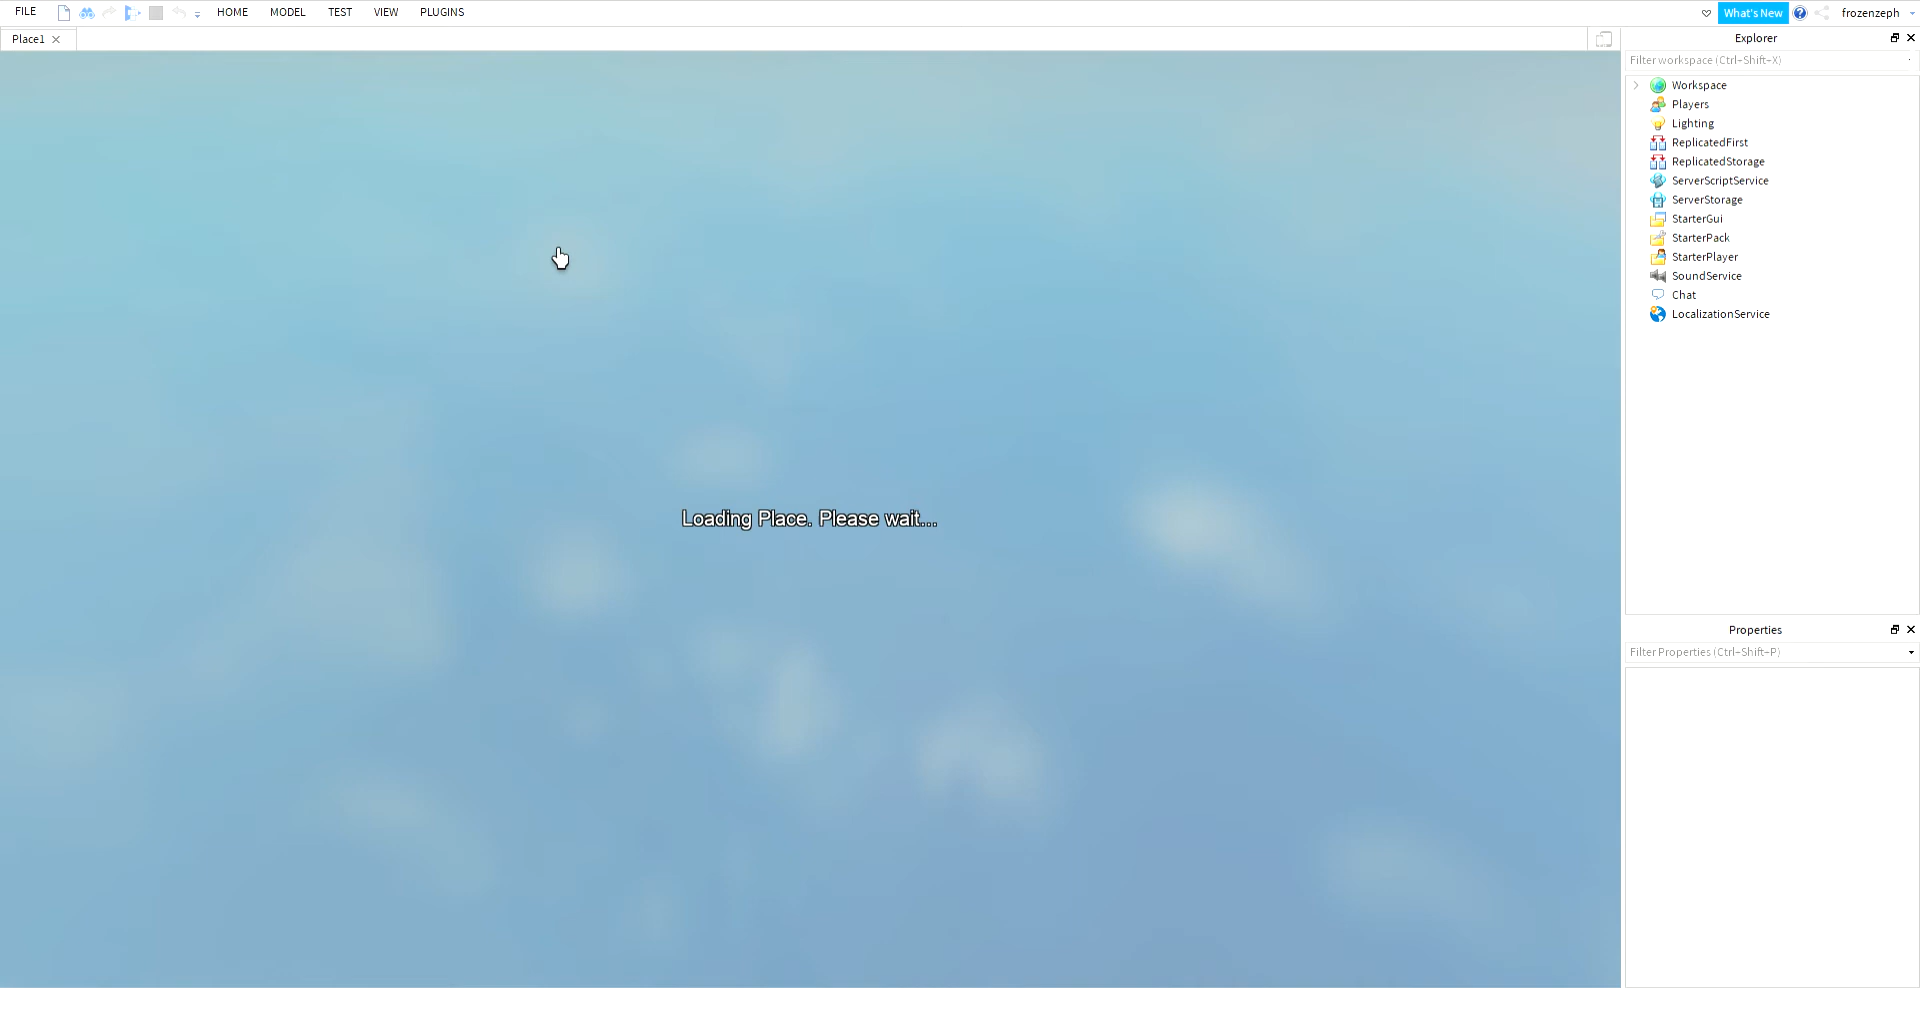 FILE HOME MODEL TEST VIEW PLUGINS What's New ? frozenzeph
Place1
Explorer
Filter workspace (Ctrl+Shift+X)
Workspace
Players
Lighting
ReplicatedFirst
ReplicatedStorage
ServerScriptService
ServerStorage
StarterGui
StarterPack
StarterPlayer
SoundService
Chat
LocalizationService
Loading Place. Please wait...
Properties
Filter Properties (Ctrl+Shift+P)